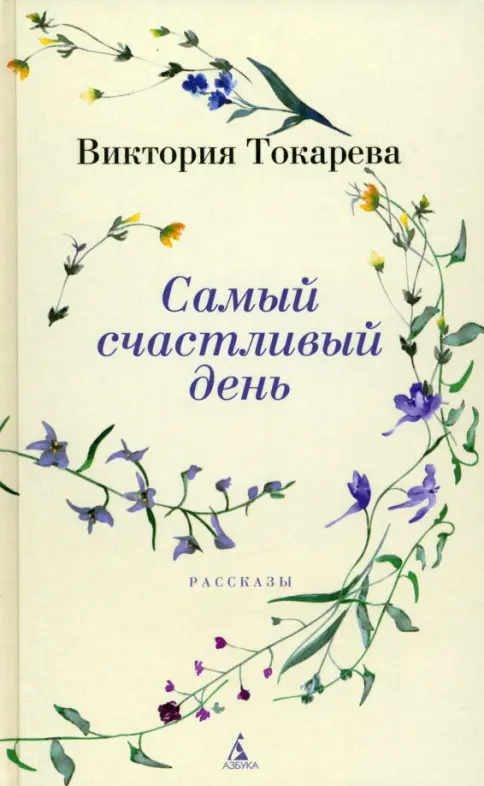 Виктория Токарева
Самый
счастливый
день
РАССКАЗЫ
АЗБУКА